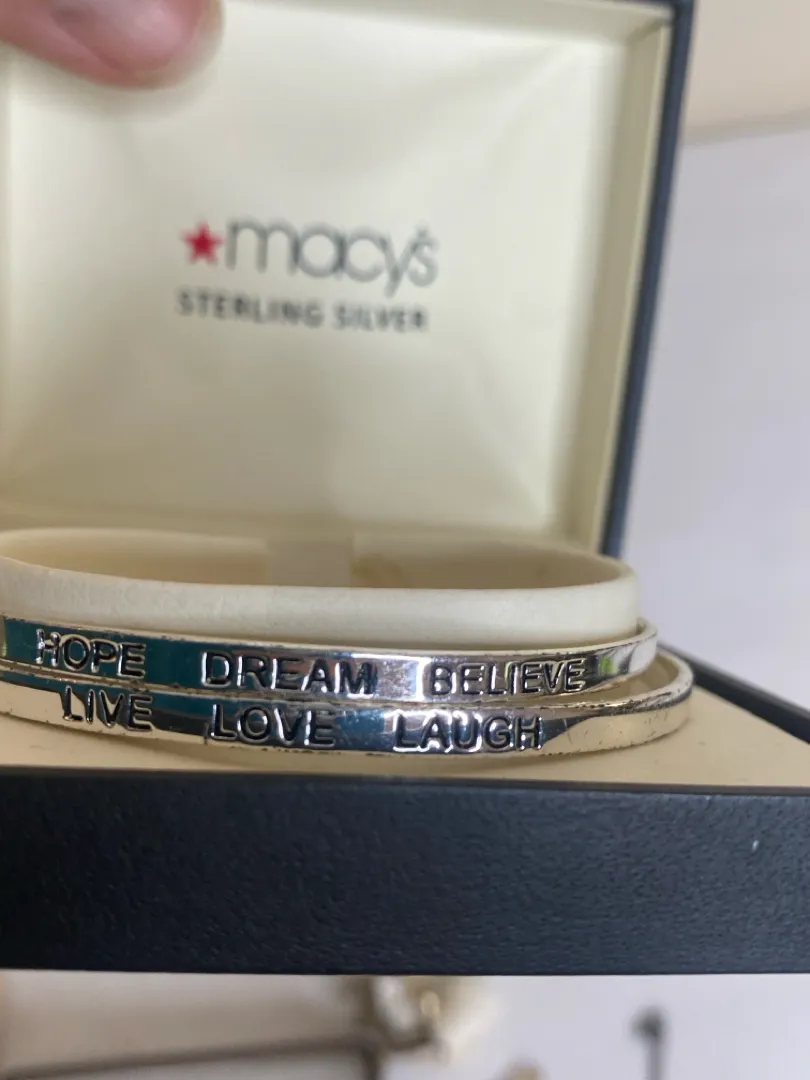 macy's
STERLING SILVER
HOPE DREAM BELIEVE
LIVE LOVE LAUGH